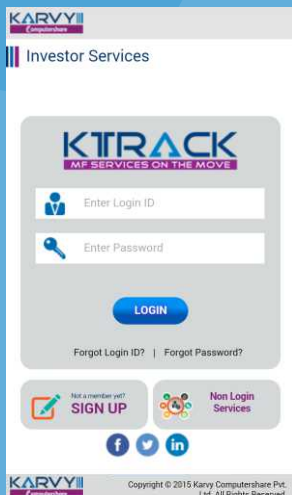 KARVY
Computershare
Investor Services
KTRACK
MF SERVICES ON THE MOVE
Enter Login ID
Enter Password
LOGIN
Forgot Login ID? | Forgot Password?
Not a member yet?
SIGN UP
Non Login
Services
f
in
KARVY
Computershare
Copyright © 2015 Karvy Computershare Pvt.
Ltd. All Rights Reserved